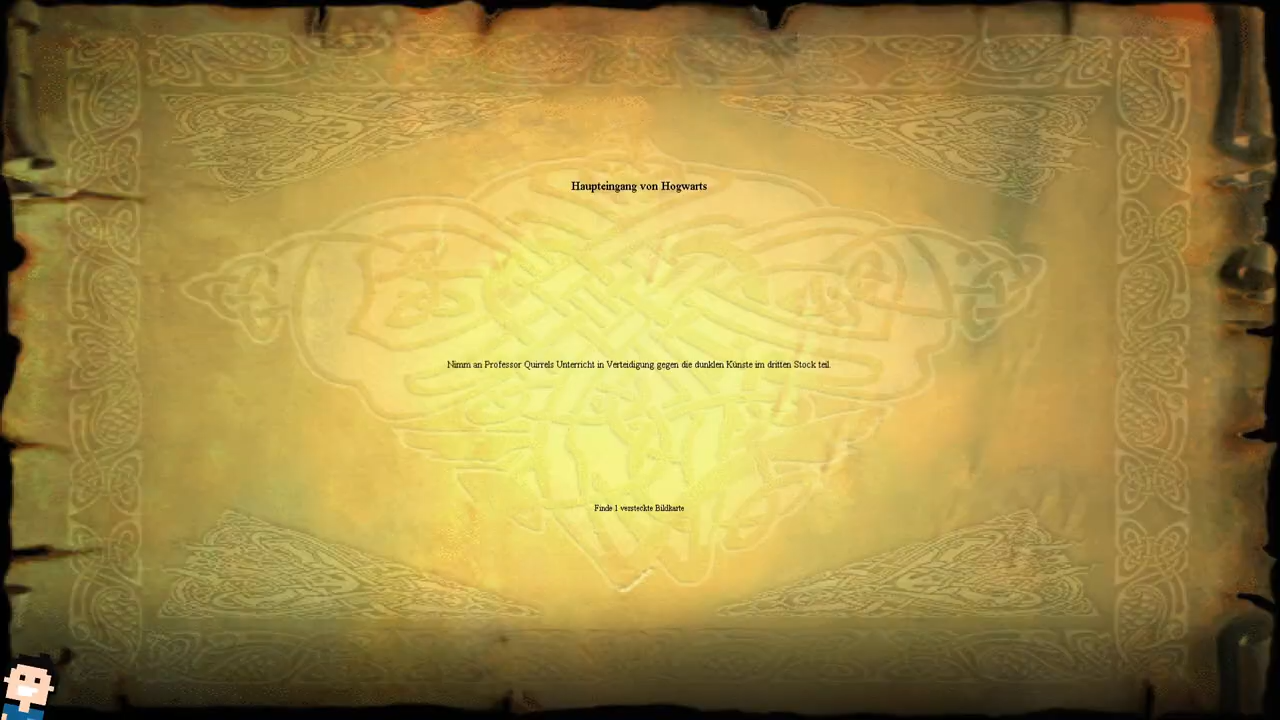 Haupteingang von Hogwarts
Nimm an Professor Quirrels Unterricht in Verteidigung gegen die dunklen Künste im dritten Stock teil.
Finde 1 versteckte Bildkarte